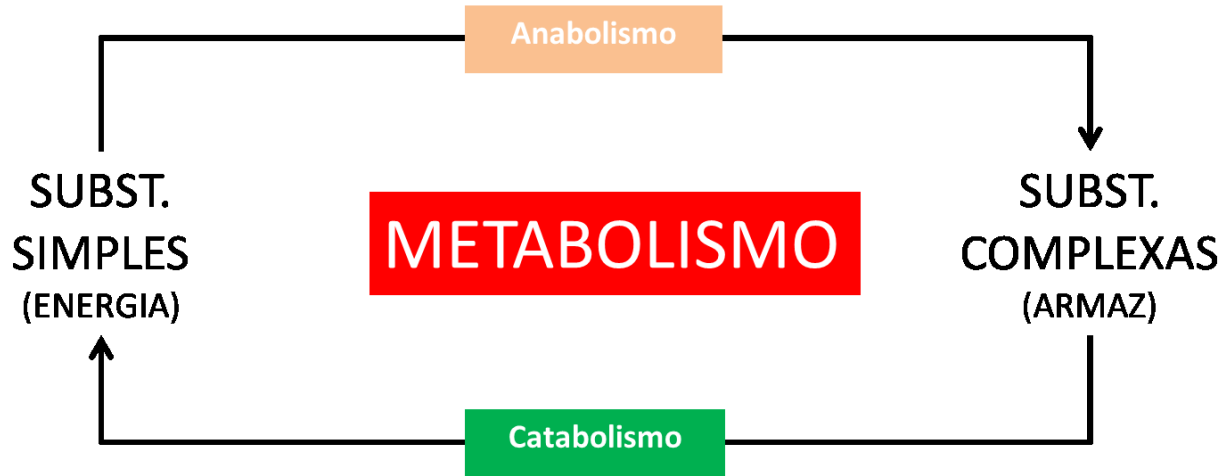 Anabolismo
SUBST.
SIMPLES
(ENERGIA)
METABOLISMO
SUBST.
COMPLEXAS
(ARMAZ)
Catabolismo